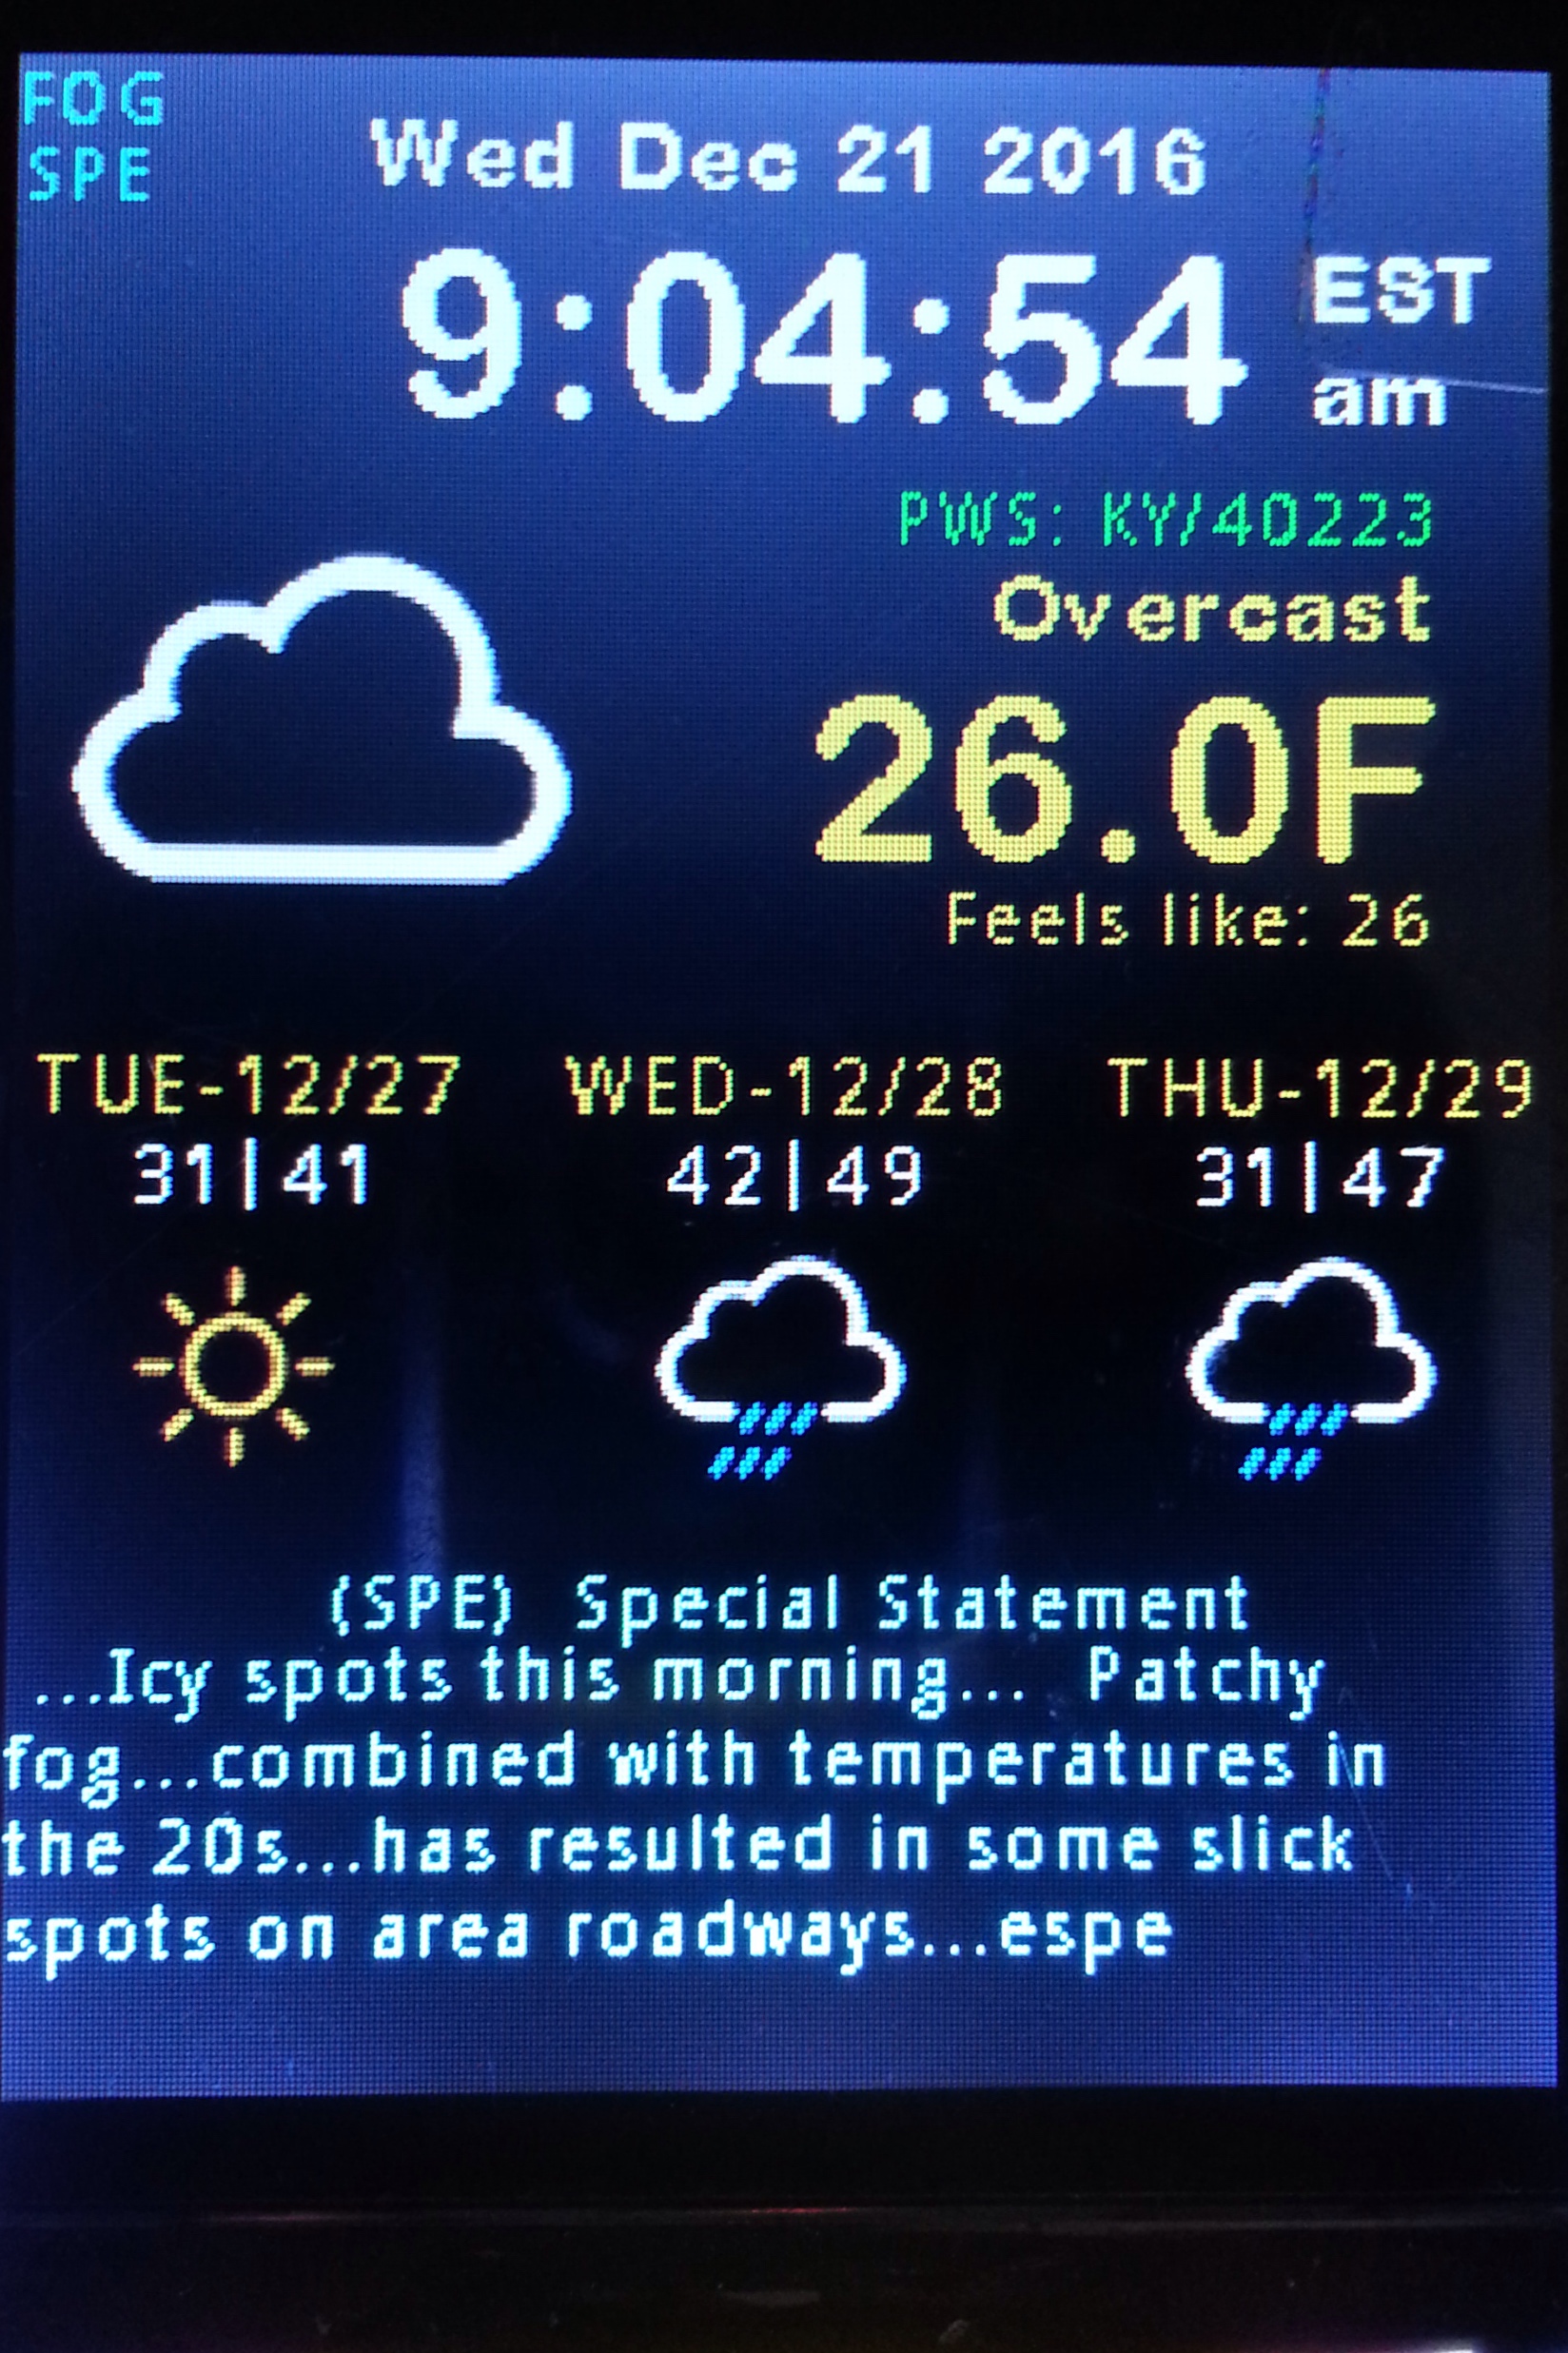 FOG
SPE
Wed Dec 21 2016
9:04:54 EST
am
PWS: KY/40223
Overcast
26.0F
Feels like: 26
TUE-12/27 WED-12/28 THU-12/29
31|41 42|49 31|47
(SPE) Special Statement
...Icy spots this morning... Patchy
fog...combined with temperatures in
the 20s...has resulted in some slick
spots on area roadways...espe